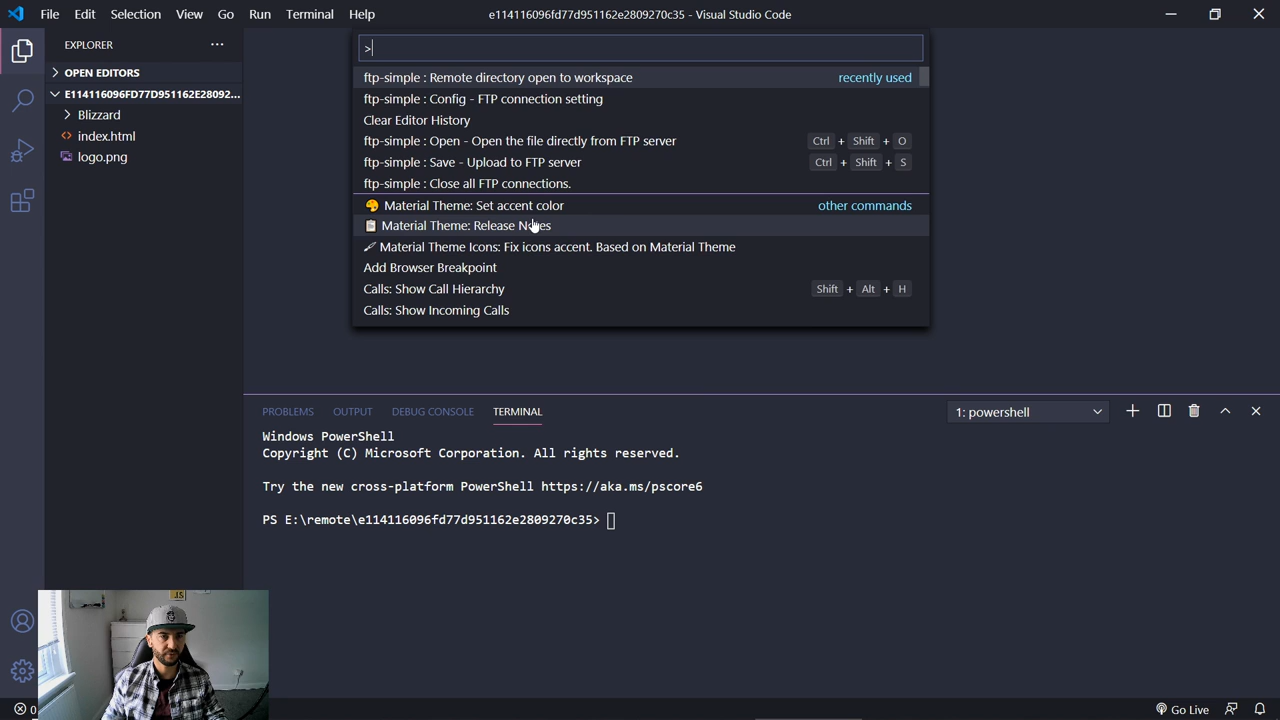 File Edit Selection View Go Run Terminal Help
e114116096fd77d951162e2809270c35 - Visual Studio Code
EXPLORER
OPEN EDITORS
E114116096FD77D951162E28092...
Blizzard
index.html
logo.png
>
ftp-simple : Remote directory open to workspace recently used
ftp-simple : Config - FTP connection setting
Clear Editor History
ftp-simple : Open - Open the file directly from FTP server Ctrl + Shift + O
ftp-simple : Save - Upload to FTP server Ctrl + Shift + S
ftp-simple : Close all FTP connections.
Material Theme: Set accent color other commands
Material Theme: Release Notes
Material Theme Icons: Fix icons accent. Based on Material Theme
Add Browser Breakpoint
Calls: Show Call Hierarchy Shift + Alt + H
Calls: Show Incoming Calls
PROBLEMS OUTPUT DEBUG CONSOLE TERMINAL 1: powershell
Windows PowerShell
Copyright (C) Microsoft Corporation. All rights reserved.
Try the new cross-platform PowerShell https://aka.ms/pscore6
PS E:\remote\e114116096fd77d951162e2809270c35>
0 Go Live